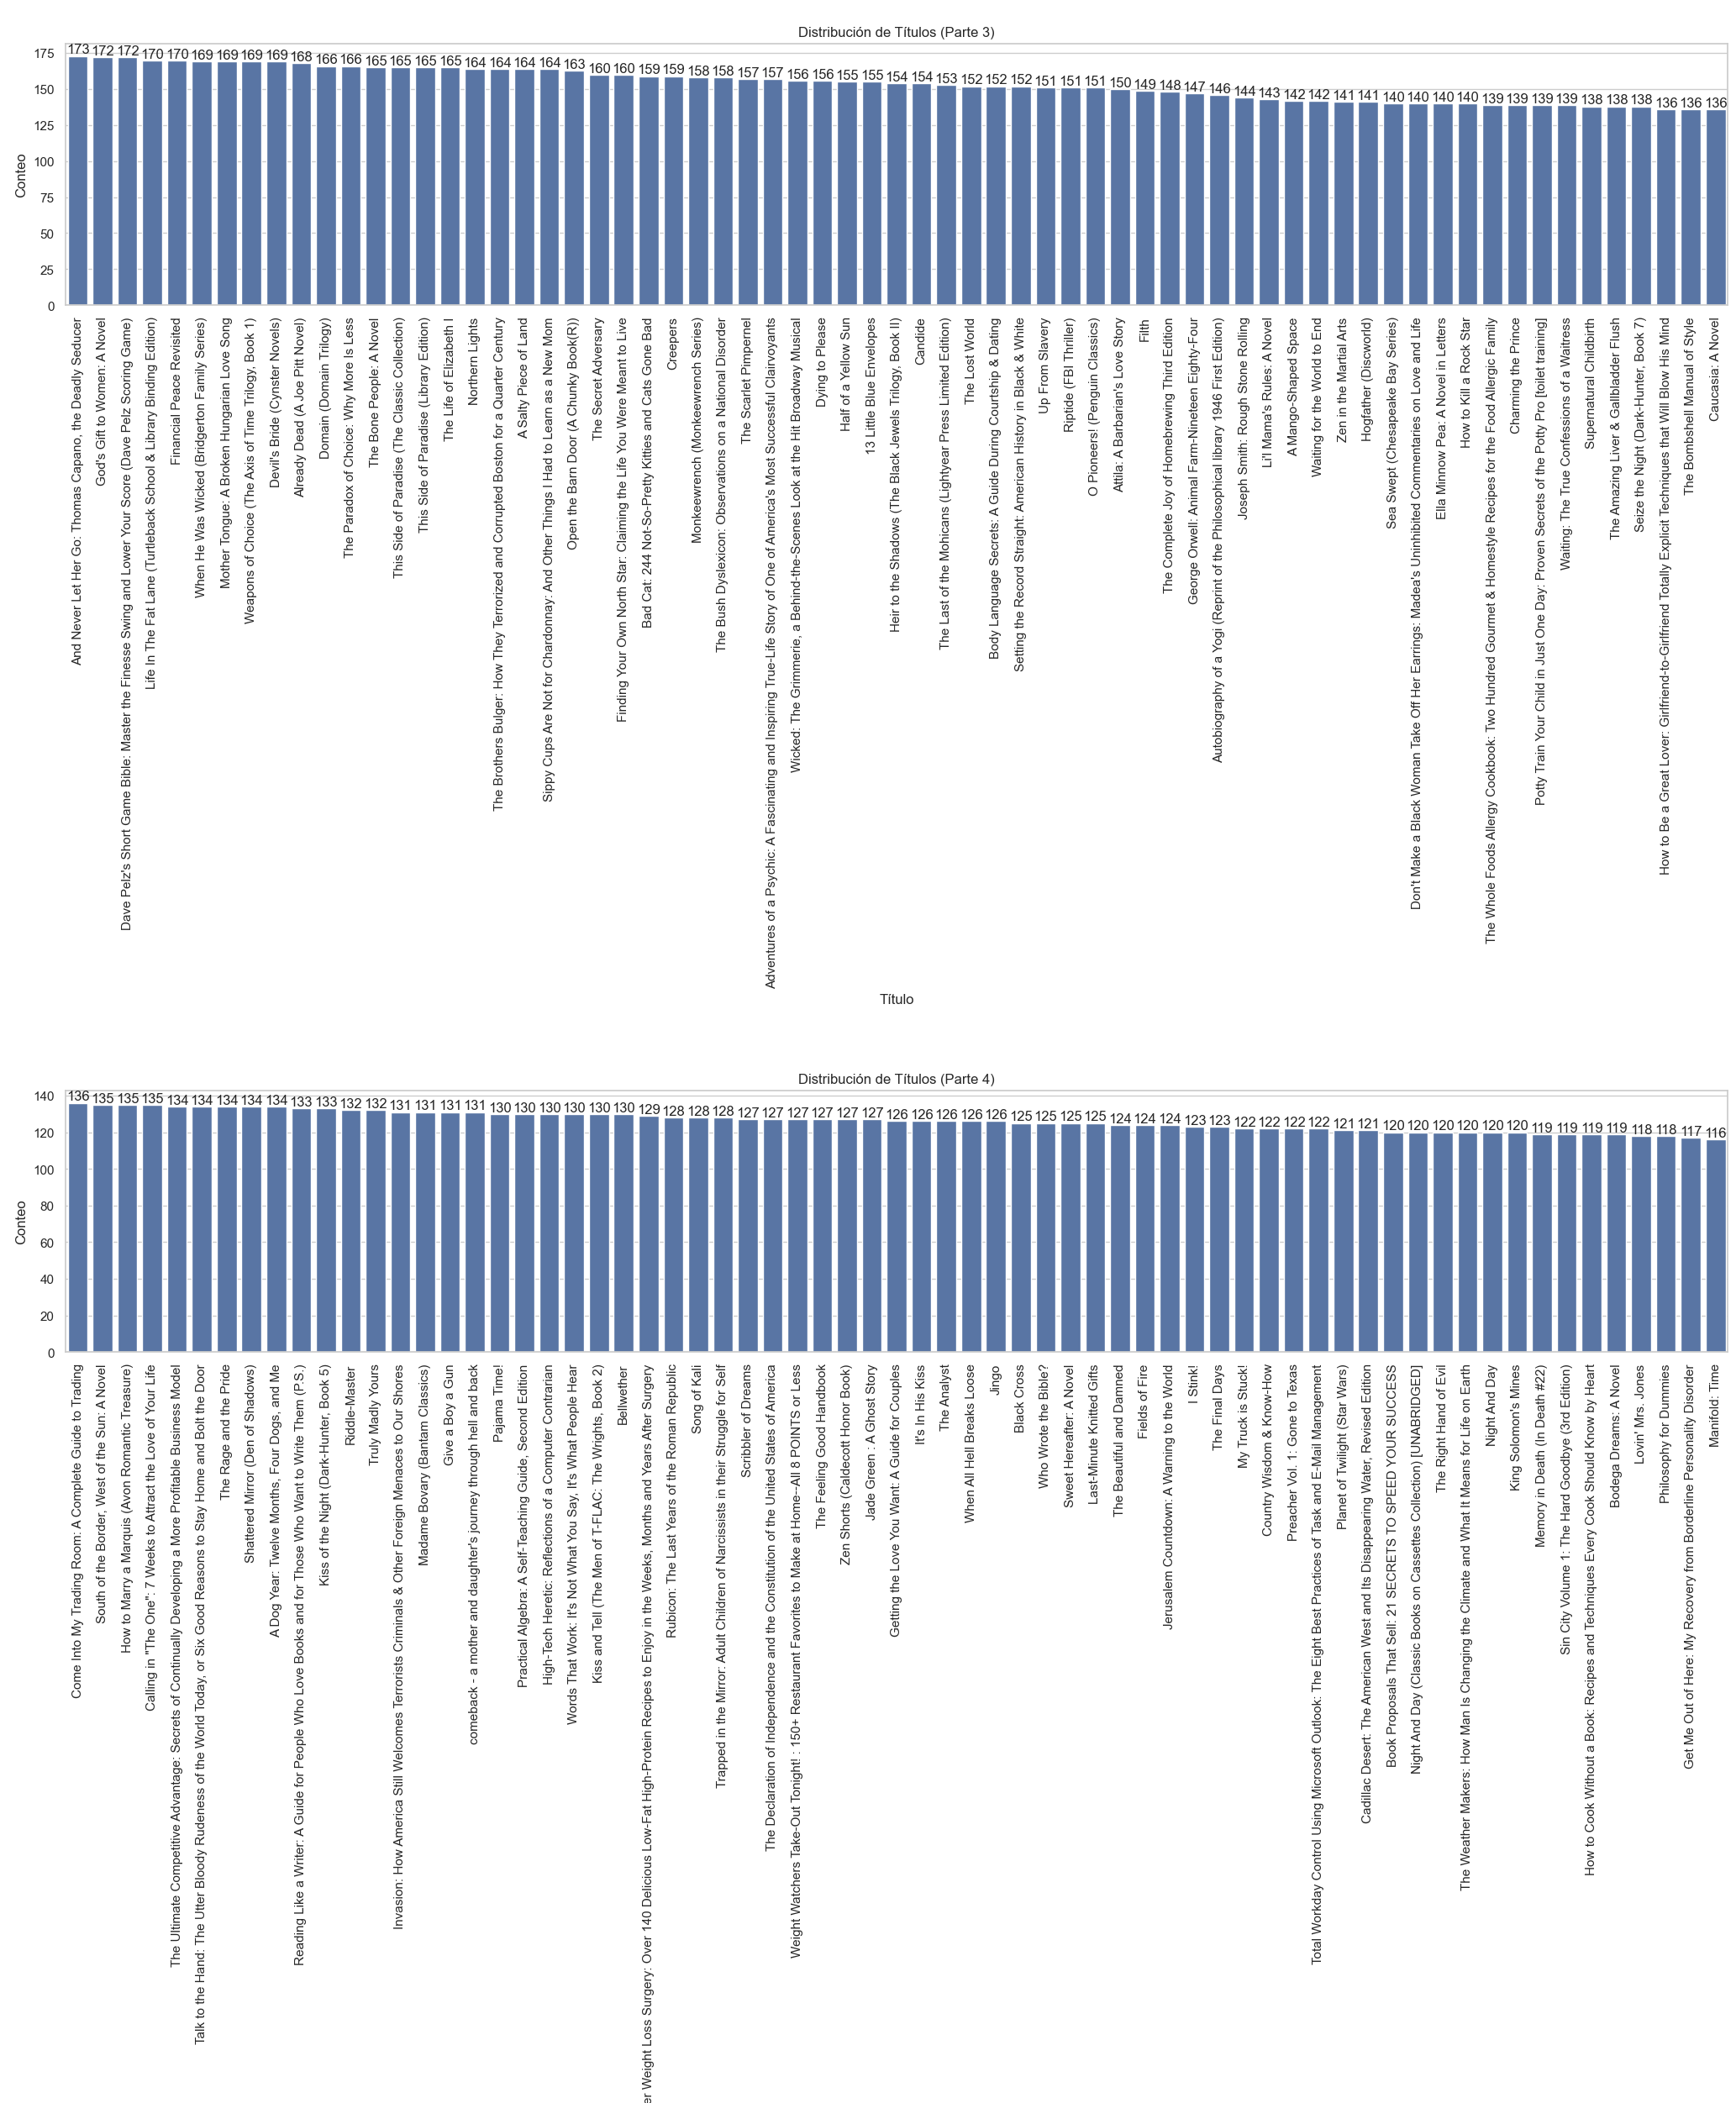 Distribución de Títulos (Parte 3)
173 172 172 170 170 169 169 169 169 168 166 166 165 165 165 165 164 164 164 164 163 160 160 159 159 158 158 157 157 156 156 155 155 154 154 153 152 152 152 151 151 151 150 149 148 147 146 144 143 142 142 141 141 140 140 140 140 139 139 139 139 138 138 138 136 136 136
175
150
125
100
75
50
25
0
Conteo
And Never Let Her Go: Thomas Capano, the Deadly Seducer
God's Gift to Women: A Novel
Dave Pelz's Short Game Bible: Master the Finesse Swing and Lower Your Score (Dave Pelz Scoring Game)
Life In The Fat Lane (Turtleback School & Library Binding Edition)
Financial Peace Revisited
When He Was Wicked (Bridgerton Family Series)
Mother Tongue: A Broken Hungarian Love Song
Weapons of Choice (The Axis of Time Trilogy, Book 1)
Devil's Bride (Cynster Novels)
Already Dead (A Joe Pitt Novel)
Domain (Domain Trilogy)
The Paradox of Choice: Why More Is Less
The Bone People: A Novel
This Side of Paradise (The Classic Collection)
This Side of Paradise (Library Edition)
The Life of Elizabeth I
Northern Lights
The Brothers Bulger: How They Terrorized and Corrupted Boston for a Quarter Century
A Salty Piece of Land
Sippy Cups Are Not for Chardonnay: And Other Things I Had to Learn as a New Mom
Open the Barn Door (A Chunky Book(R))
The Secret Adversary
Finding Your Own North Star: Claiming the Life You Were Meant to Live
Bad Cat: 244 Not-So-Pretty Kitties and Cats Gone Bad
Creepers
Monkeewrench (Monkeewrench Series)
The Bush Dyslexicon: Observations on a National Disorder
The Scarlet Pimpernel
Adventures of a Psychic: A Fascinating and Inspiring True-Life Story of One of America's Most Successful Clairvoyants
Wicked: The Grimmerie, a Behind-the-Scenes Look at the Hit Broadway Musical
Dying to Please
Half of a Yellow Sun
13 Little Blue Envelopes
Heir to the Shadows (The Black Jewels Trilogy, Book II)
Candide
The Last of the Mohicans (Lightyear Press Limited Edition)
The Lost World
Body Language Secrets: A Guide During Courtship & Dating
Setting the Record Straight: American History in Black & White
Up From Slavery
Riptide (FBI Thriller)
O Pioneers! (Penguin Classics)
Attila: A Barbarian's Love Story
Filth
The Complete Joy of Homebrewing Third Edition
George Orwell: Animal Farm-Nineteen Eighty-Four
Autobiography of a Yogi (Reprint of the Philosophical library 1946 First Edition)
Joseph Smith: Rough Stone Rolling
Li'l Mama's Rules: A Novel
A Mango-Shaped Space
Waiting for the World to End
Zen in the Martial Arts
Hogfather (Discworld)
Sea Swept (Chesapeake Bay Series)
Don't Make a Black Woman Take Off Her Earrings: Madea's Uninhibited Commentaries on Love and Life
Ella Minnow Pea: A Novel in Letters
How to Kill a Rock Star
The Whole Foods Allergy Cookbook: Two Hundred Gourmet & Homestyle Recipes for the Food Allergic Family
Charming the Prince
Potty Train Your Child in Just One Day: Proven Secrets of the Potty Pro [toilet training]
Waiting: The True Confessions of a Waitress
Supernatural Childbirth
The Amazing Liver & Gallbladder Flush
Seize the Night (Dark-Hunter, Book 7)
How to Be a Great Lover: Girlfriend-to-Girlfriend Totally Explicit Techniques that Will Blow His Mind
The Bombshell Manual of Style
Caucasia: A Novel
Título
Distribución de Títulos (Parte 4)
136 135 135 135 134 134 134 134 134 133 133 132 132 131 131 131 131 130 130 130 130 130 130 129 128 128 128 127 127 127 127 127 127 126 126 126 126 126 125 125 125 125 124 124 124 123 123 122 122 122 122 121 121 120 120 120 120 120 120 119 119 119 119 118 118 117 116
140
120
100
80
60
40
20
0
Conteo
Come Into My Trading Room: A Complete Guide to Trading
South of the Border, West of the Sun: A Novel
How to Marry a Marquis (Avon Romantic Treasure)
Calling in "The One": 7 Weeks to Attract the Love of Your Life
The Ultimate Competitive Advantage: Secrets of Continually Developing a More Profitable Business Model
Talk to the Hand: The Utter Bloody Rudeness of the World Today, or Six Good Reasons to Stay Home and Bolt the Door
The Rage and the Pride
Shattered Mirror (Den of Shadows)
A Dog Year: Twelve Months, Four Dogs, and Me
Reading Like a Writer: A Guide for People Who Love Books and for Those Who Want to Write Them (P.S.)
Kiss of the Night (Dark-Hunter, Book 5)
Riddle-Master
Truly Madly Yours
Invasion: How America Still Welcomes Terrorists Criminals & Other Foreign Menaces to Our Shores
Madame Bovary (Bantam Classics)
Give a Boy a Gun
comeback - a mother and daughter's journey through hell and back
Pajama Time!
Practical Algebra: A Self-Teaching Guide, Second Edition
High-Tech Heretic: Reflections of a Computer Contrarian
Words That Work: It's Not What You Say, It's What People Hear
Kiss and Tell (The Men of T-FLAC: The Wrights, Book 2)
Bellwether
er Weight Loss Surgery: Over 140 Delicious Low-Fat High-Protein Recipes to Enjoy in the Weeks, Months and Years After Surgery
Rubicon: The Last Years of the Roman Republic
Song of Kali
Trapped in the Mirror: Adult Children of Narcissists in their Struggle for Self
Scribbler of Dreams
The Declaration of Independence and the Constitution of the United States of America
Weight Watchers Take-Out Tonight! : 150+ Restaurant Favorites to Make at Home--All 8 POINTS or Less
The Feeling Good Handbook
Zen Shorts (Caldecott Honor Book)
Jade Green : A Ghost Story
Getting the Love You Want: A Guide for Couples
It's In His Kiss
The Analyst
When All Hell Breaks Loose
Jingo
Black Cross
Who Wrote the Bible?
Sweet Hereafter: A Novel
Last-Minute Knitted Gifts
The Beautiful and Damned
Fields of Fire
Jerusalem Countdown: A Warning to the World
I Stink!
The Final Days
My Truck is Stuck!
Country Wisdom & Know-How
Preacher Vol. 1: Gone to Texas
Total Workday Control Using Microsoft Outlook: The Eight Best Practices of Task and E-Mail Management
Planet of Twilight (Star Wars)
Cadillac Desert: The American West and Its Disappearing Water, Revised Edition
Book Proposals That Sell: 21 SECRETS TO SPEED YOUR SUCCESS
Night And Day (Classic Books on Cassettes Collection) [UNABRIDGED]
The Right Hand of Evil
The Weather Makers: How Man Is Changing the Climate and What It Means for Life on Earth
Night And Day
King Solomon's Mines
Memory in Death (In Death #22)
Sin City Volume 1: The Hard Goodbye (3rd Edition)
How to Cook Without a Book: Recipes and Techniques Every Cook Should Know by Heart
Bodega Dreams: A Novel
Lovin' Mrs. Jones
Philosophy for Dummies
Get Me Out of Here: My Recovery from Borderline Personality Disorder
Manifold: Time